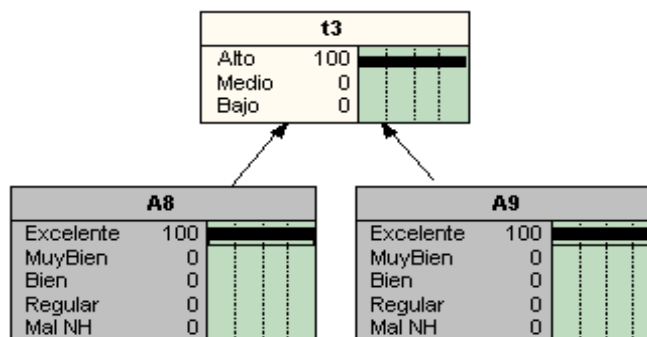 t3
Alto 100
Medio 0
Bajo 0
A8
Excelente 100
MuyBien 0
Bien 0
Regular 0
Mal NH 0
A9
Excelente 100
MuyBien 0
Bien 0
Regular 0
Mal NH 0